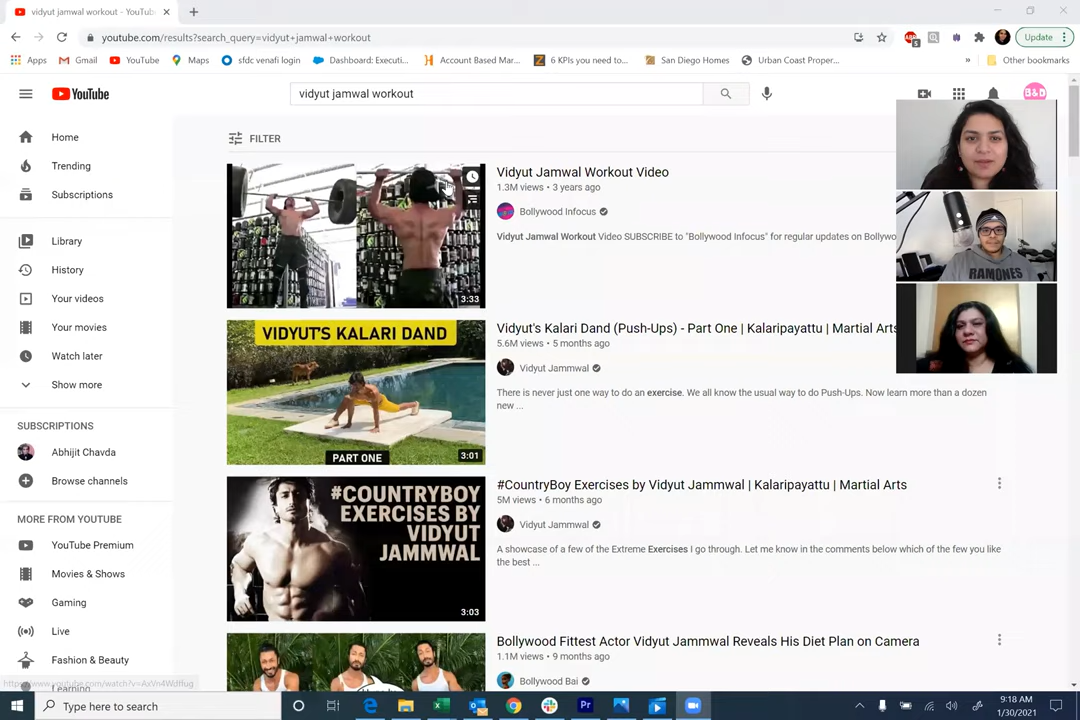 vidyut jamwal workout - YouTub
youtube.com/results?search_query=vidyut+jamwal+workout
5
Update
Apps
Gmail
YouTube
Maps
sfdc venafi login
Dashboard: Executi...
Account Based Mar...
6 KPIs you need to...
San Diego Homes
Urban Coast Proper...
»
Other bookmarks
YouTube
vidyut jamwal workout
B&D
Home
Trending
Subscriptions
Library
History
Your videos
Your movies
Watch later
Show more
SUBSCRIPTIONS
Abhijit Chavda
Browse channels
MORE FROM YOUTUBE
YouTube Premium
Movies & Shows
Gaming
Live
Fashion & Beauty
Learning
FILTER
3:33
Vidyut Jamwal Workout Video
1.3M views • 3 years ago
Bollywood Infocus
Vidyut Jamwal Workout Video SUBSCRIBE to "Bollywood Infocus" for regular updates on Bollywo
VIDYUT'S KALARI DAND
PART ONE
3:01
Vidyut's Kalari Dand (Push-Ups) - Part One | Kalaripayattu | Martial Arts
5.6M views • 5 months ago
Vidyut Jammwal
There is never just one way to do an exercise. We all know the usual way to do Push-Ups. Now learn more than a dozen
new ...
#COUNTRYBOY
EXERCISES BY
VIDYUT
JAMMWAL
3:03
#CountryBoy Exercises by Vidyut Jammwal | Kalaripayattu | Martial Arts
5M views • 6 months ago
Vidyut Jammwal
A showcase of a few of the Extreme Exercises I go through. Let me know in the comments below which of the few you like
the best ...
Bollywood Fittest Actor Vidyut Jammwal Reveals His Diet Plan on Camera
1.1M views • 9 months ago
Bollywood Bai
RAMONES
Type here to search
9:18 AM
1/30/2021